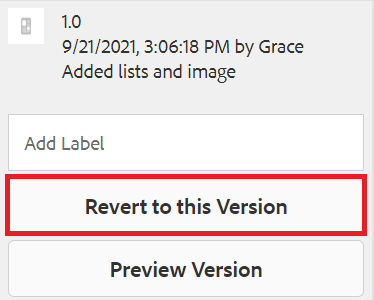 1.0
9/21/2021, 3:06:18 PM by Grace
Added lists and image
Add Label
Revert to this Version
Preview Version